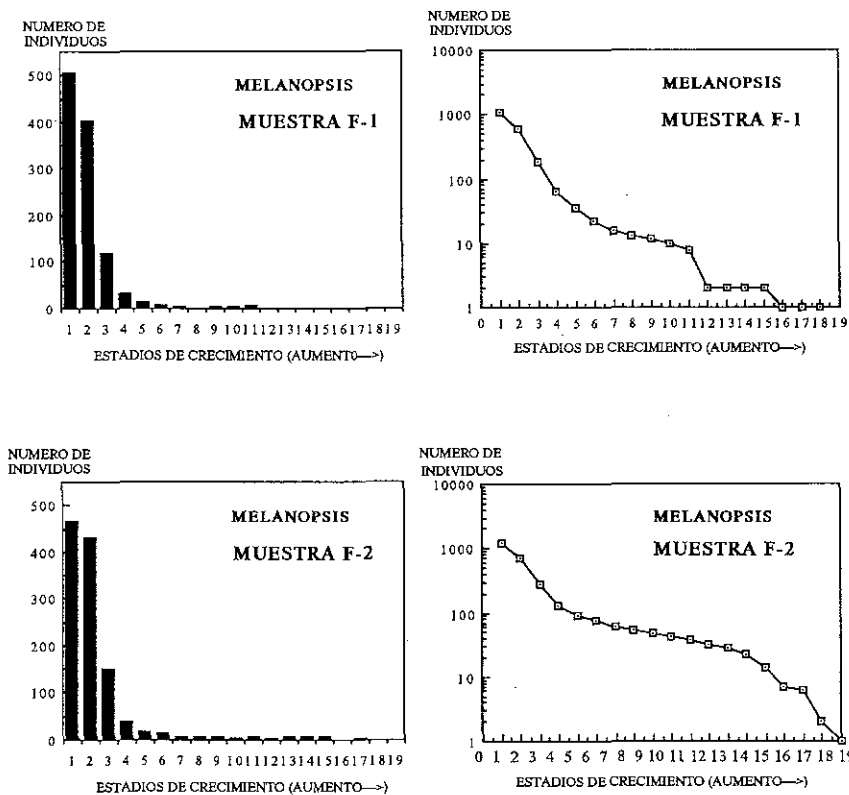 NUMERO DE
INDIVIDUOS
500
400
300
200
100
0
MELANOPSIS
MUESTRA F-1
1 2 3 4 5 6 7 8 9 10 11 12 13 14 15 16 17 18 19
ESTADIOS DE CRECIMIENTO (AUMENTO—>)
NUMERO DE
INDIVIDUOS
10000
1000
100
10
1
MELANOPSIS
MUESTRA F-1
0 1 2 3 4 5 6 7 8 9 10 11 12 13 14 15 16 17 18 19
ESTADIOS DE CRECIMIENTO (AUMENTO—>)
NUMERO DE
INDIVIDUOS
500
400
300
200
100
0
MELANOPSIS
MUESTRA F-2
1 2 3 4 5 6 7 8 9 10 11 12 13 14 15 16 17 18 19
ESTADIOS DE CRECIMIENTO (AUMENTO—>)
NUMERO DE
INDIVIDUOS
10000
1000
100
10
1
MELANOPSIS
MUESTRA F-2
0 1 2 3 4 5 6 7 8 9 10 11 12 13 14 15 16 17 18 19
ESTADIOS DE CRECIMIENTO (AUMENTO—>)